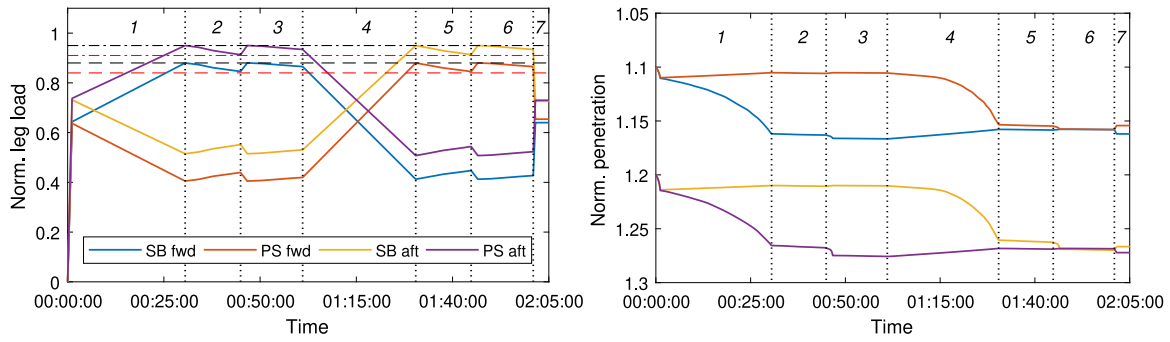 1 2 3 4 5 6 7
1
0.8
0.6
0.4
0.2
0
Norm. leg load
SB fwd PS fwd SB aft PS aft
00:00:00 00:25:00 00:50:00 01:15:00 01:40:00 02:05:00
Time
1.05
1.1
1.15
1.2
1.25
1.3
Norm. penetration
1 2 3 4 5 6 7
00:00:00 00:25:00 00:50:00 01:15:00 01:40:00 02:05:00
Time